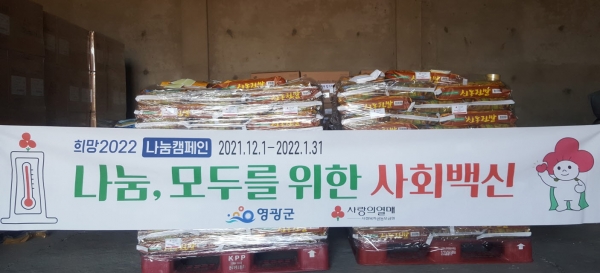 희망2022 나눔캠페인 2021.12.1-2022.1.31
나눔, 모두를 위한 사회백신
영광군 사랑의열매
KPP